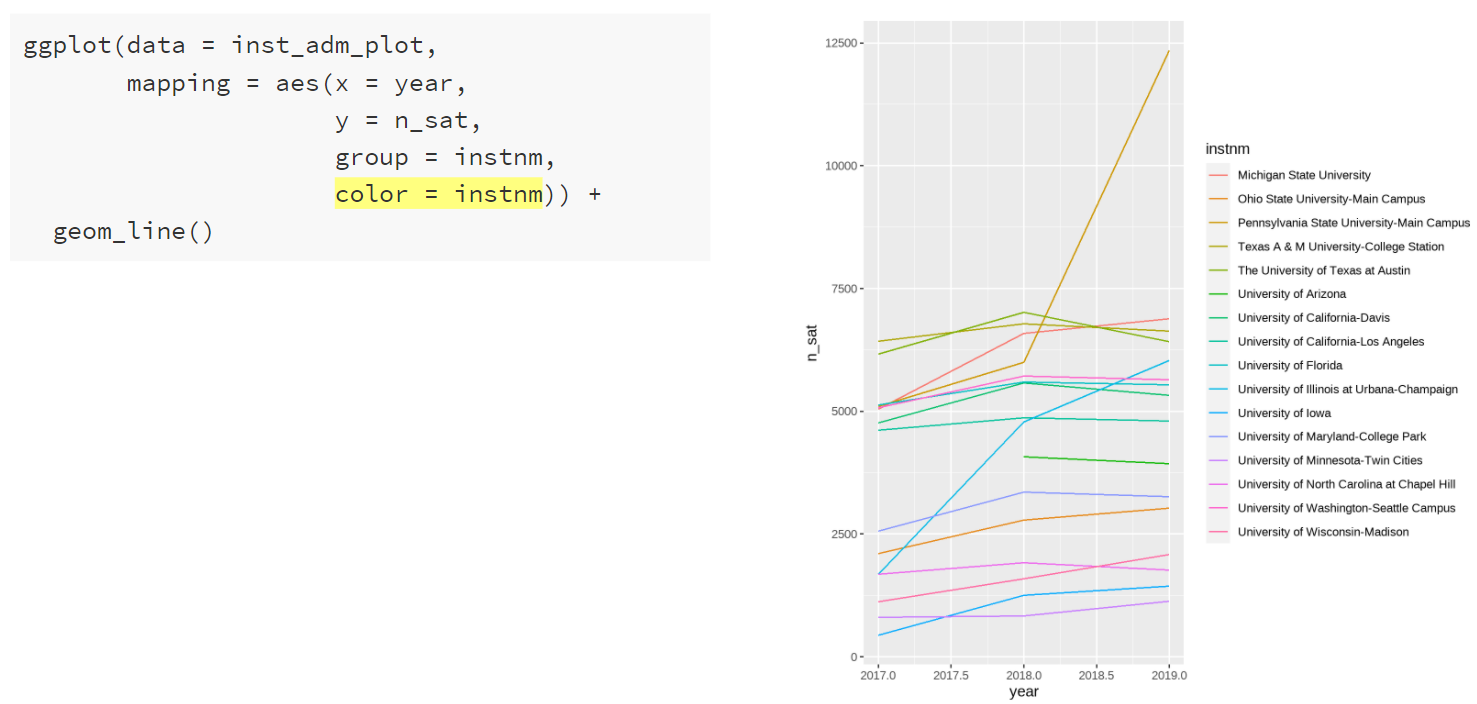 ggplot(data = inst_adm_plot,
mapping = aes(x = year,
y = n_sat,
group = instnm,
color = instnm)) +
geom_line()
12500
10000
7500
5000
2500
0
n_sat
2017.0 2017.5 2018.0 2018.5 2019.0
year
instnm
Michigan State University
Ohio State University-Main Campus
Pennsylvania State University-Main Campus
Texas A & M University-College Station
The University of Texas at Austin
University of Arizona
University of California-Davis
University of California-Los Angeles
University of Florida
University of Illinois at Urbana-Champaign
University of Iowa
University of Maryland-College Park
University of Minnesota-Twin Cities
University of North Carolina at Chapel Hill
University of Washington-Seattle Campus
University of Wisconsin-Madison